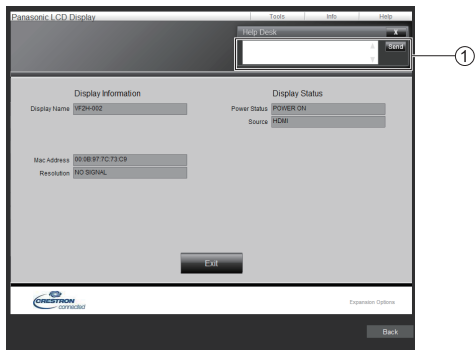 Panasonic LCD Display
Tools Info Help
Help Desk X
Send
1
Display Information Display Status
Display Name VF2H-002 Power Status POWER ON
Source HDMI
Mac Address 00:0B:97:7C:73:C9
Resolution NO SIGNAL
Exit
CRESTRON
connected
Expansion Options
Back